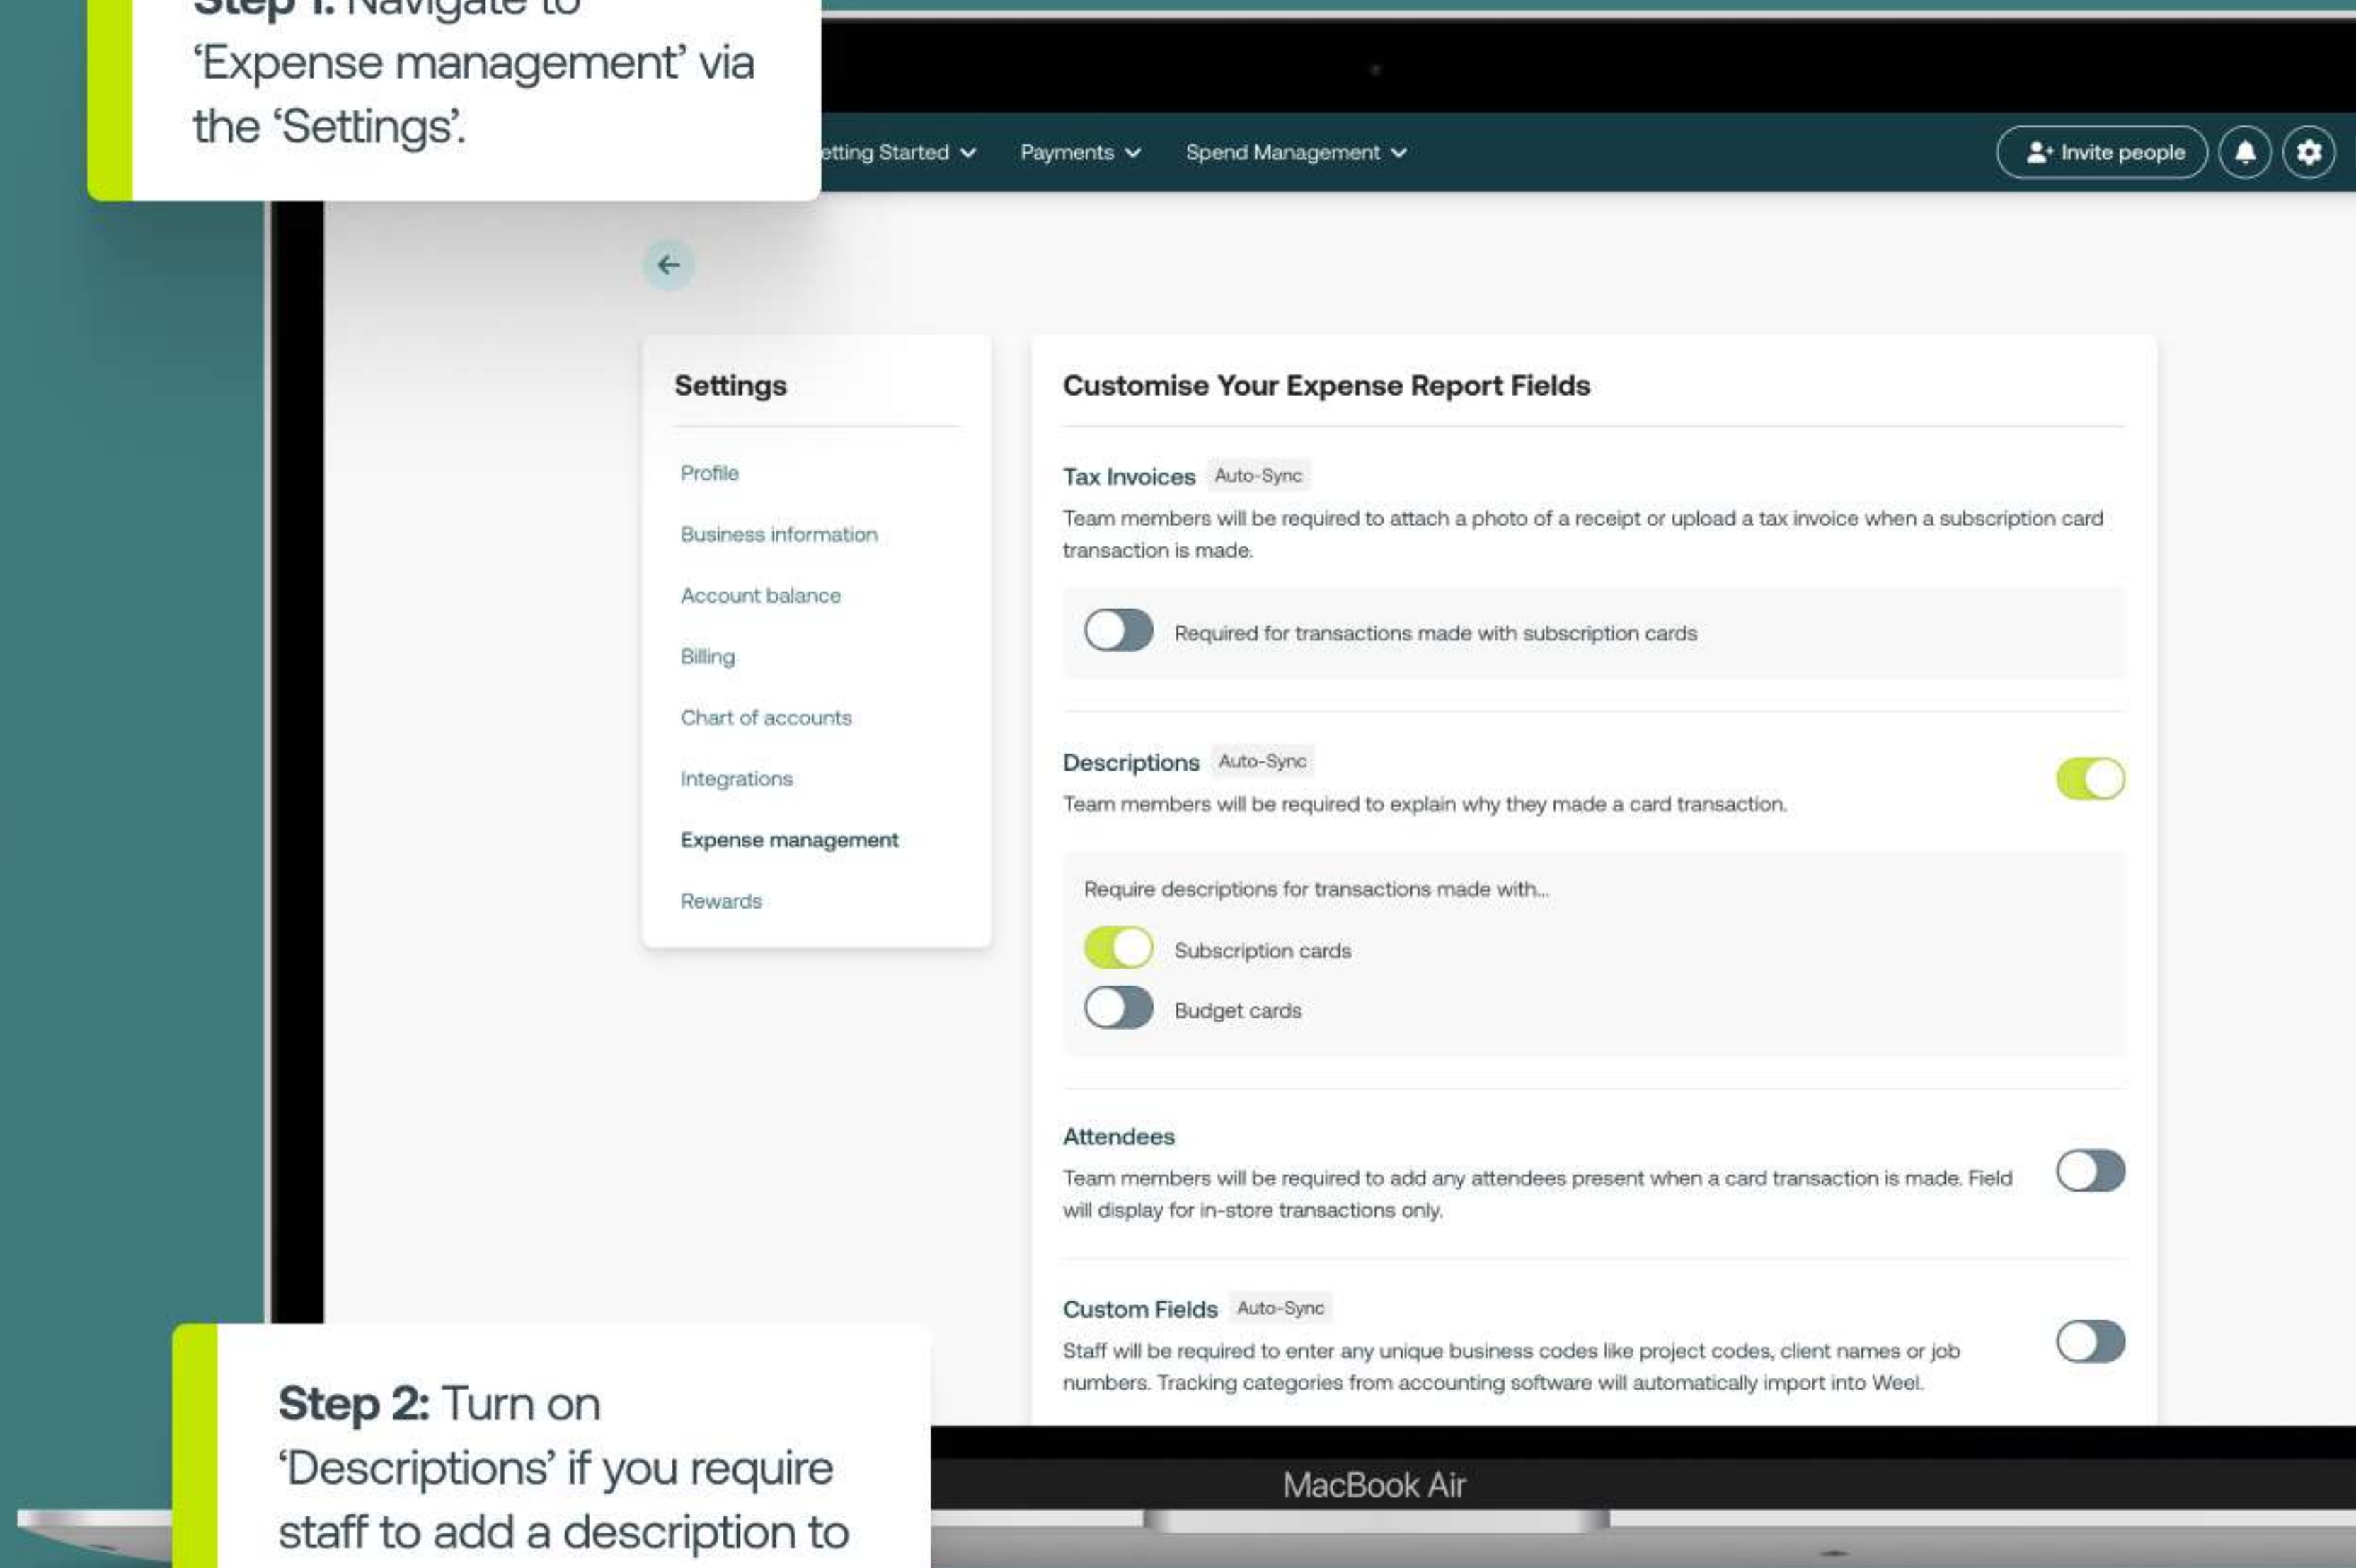 Step 1: Navigate to
‘Expense management’ via
the ‘Settings’.
etting Started
Payments
Spend Management
Invite people
Settings
Profile
Business information
Account balance
Billing
Chart of accounts
Integrations
Expense management
Rewards
Customise Your Expense Report Fields
Tax Invoices Auto-Sync
Team members will be required to attach a photo of a receipt or upload a tax invoice when a subscription card
transaction is made.
Required for transactions made with subscription cards
Descriptions Auto-Sync
Team members will be required to explain why they made a card transaction.
Require descriptions for transactions made with...
Subscription cards
Budget cards
Attendees
Team members will be required to add any attendees present when a card transaction is made. Field
will display for in-store transactions only.
Custom Fields Auto-Sync
Staff will be required to enter any unique business codes like project codes, client names or job
numbers. Tracking categories from accounting software will automatically import into Weel.
Step 2: Turn on
‘Descriptions’ if you require
staff to add a description to
MacBook Air